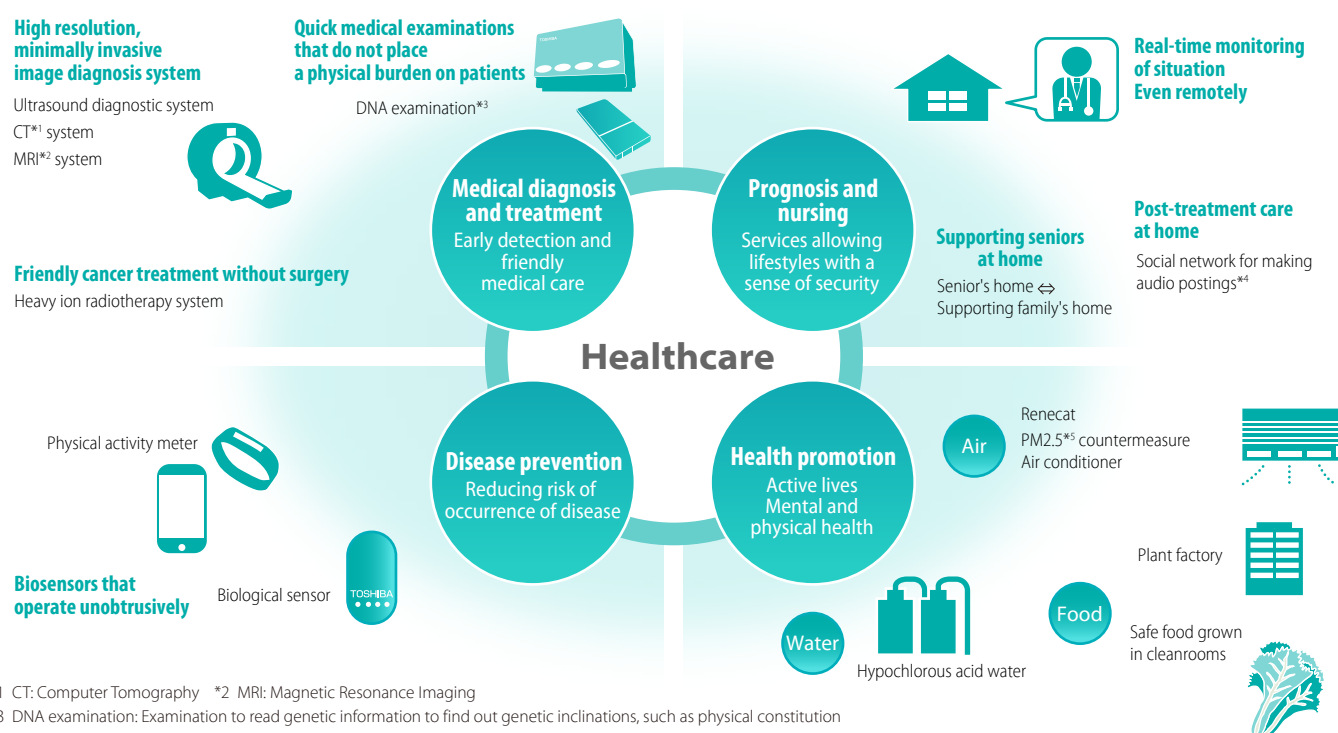 High resolution,
minimally invasive
image diagnosis system
Ultrasound diagnostic system
CT*1 system
MRI*2 system
Quick medical examinations
that do not place
a physical burden on patients
DNA examination*3
TOSHIBA
Friendly cancer treatment without surgery
Heavy ion radiotherapy system
Medical diagnosis
and treatment
Early detection and
friendly
medical care
Prognosis and
nursing
Services allowing
lifestyles with a
sense of security
Real-time monitoring
of situation
Even remotely
Supporting seniors
at home
Senior's home ⇔
Supporting family's home
Post-treatment care
at home
Social network for making
audio postings*4
Healthcare
Physical activity meter
Biosensors that
operate unobtrusively
Biological sensor
TOSHIBA
Disease prevention
Reducing risk of
occurrence of disease
Health promotion
Active lives
Mental and
physical health
Air
Renecat
PM2.5*5 countermeasure
Air conditioner
Plant factory
Food
Safe food grown
in cleanrooms
Water
Hypochlorous acid water
1 CT: Computer Tomography *2 MRI: Magnetic Resonance Imaging
3 DNA examination: Examination to read genetic information to find out genetic inclinations, such as physical constitution